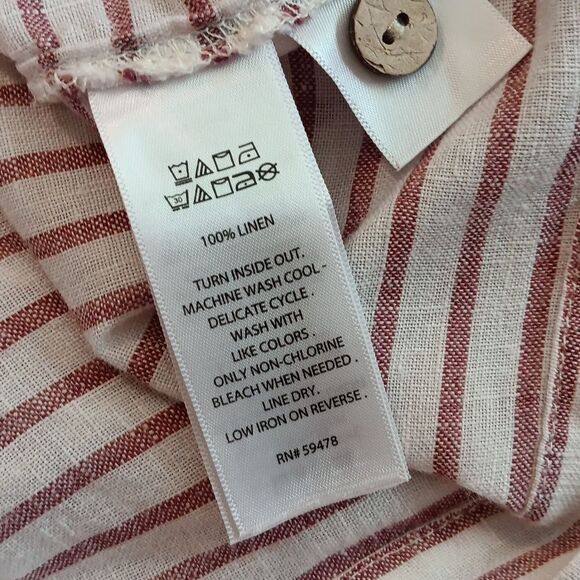 30
100% LINEN
TURN INSIDE OUT.
MACHINE WASH COOL -
DELICATE CYCLE .
WASH WITH
LIKE COLORS .
ONLY NON-CHLORINE
BLEACH WHEN NEEDED .
LINE DRY.
LOW IRON ON REVERSE .
RN# 59478